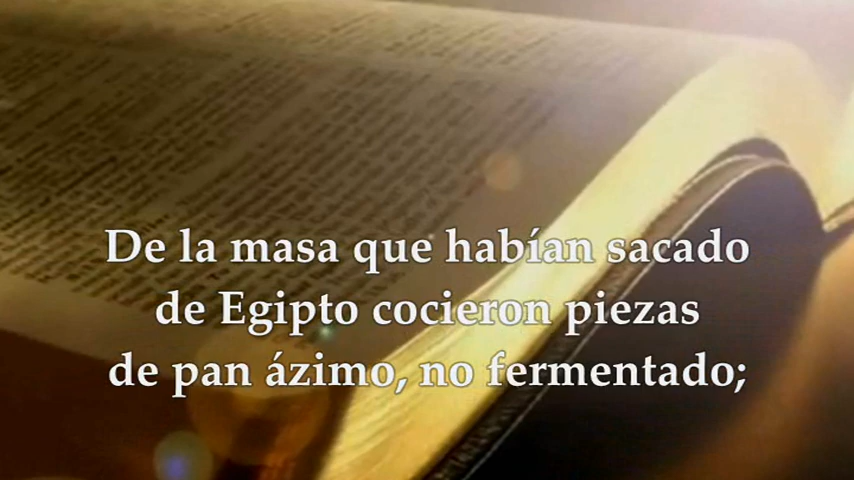 De la masa que habían sacado
de Egipto cocieron piezas
de pan ázimo, no fermentado;